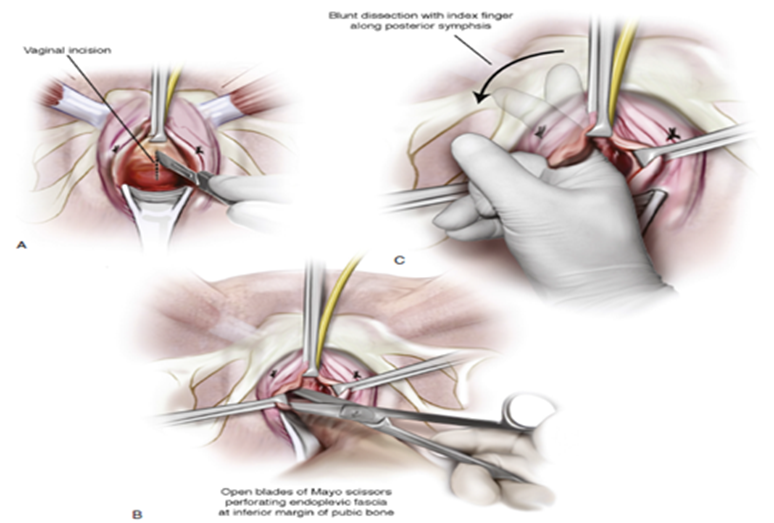 Vaginal incision
A
Blunt dissection with index finger
along posterior symphsis
C
Open blades of Mayo scissors
perforating endoplevic fascia
at inferior margin of pubic bone
B